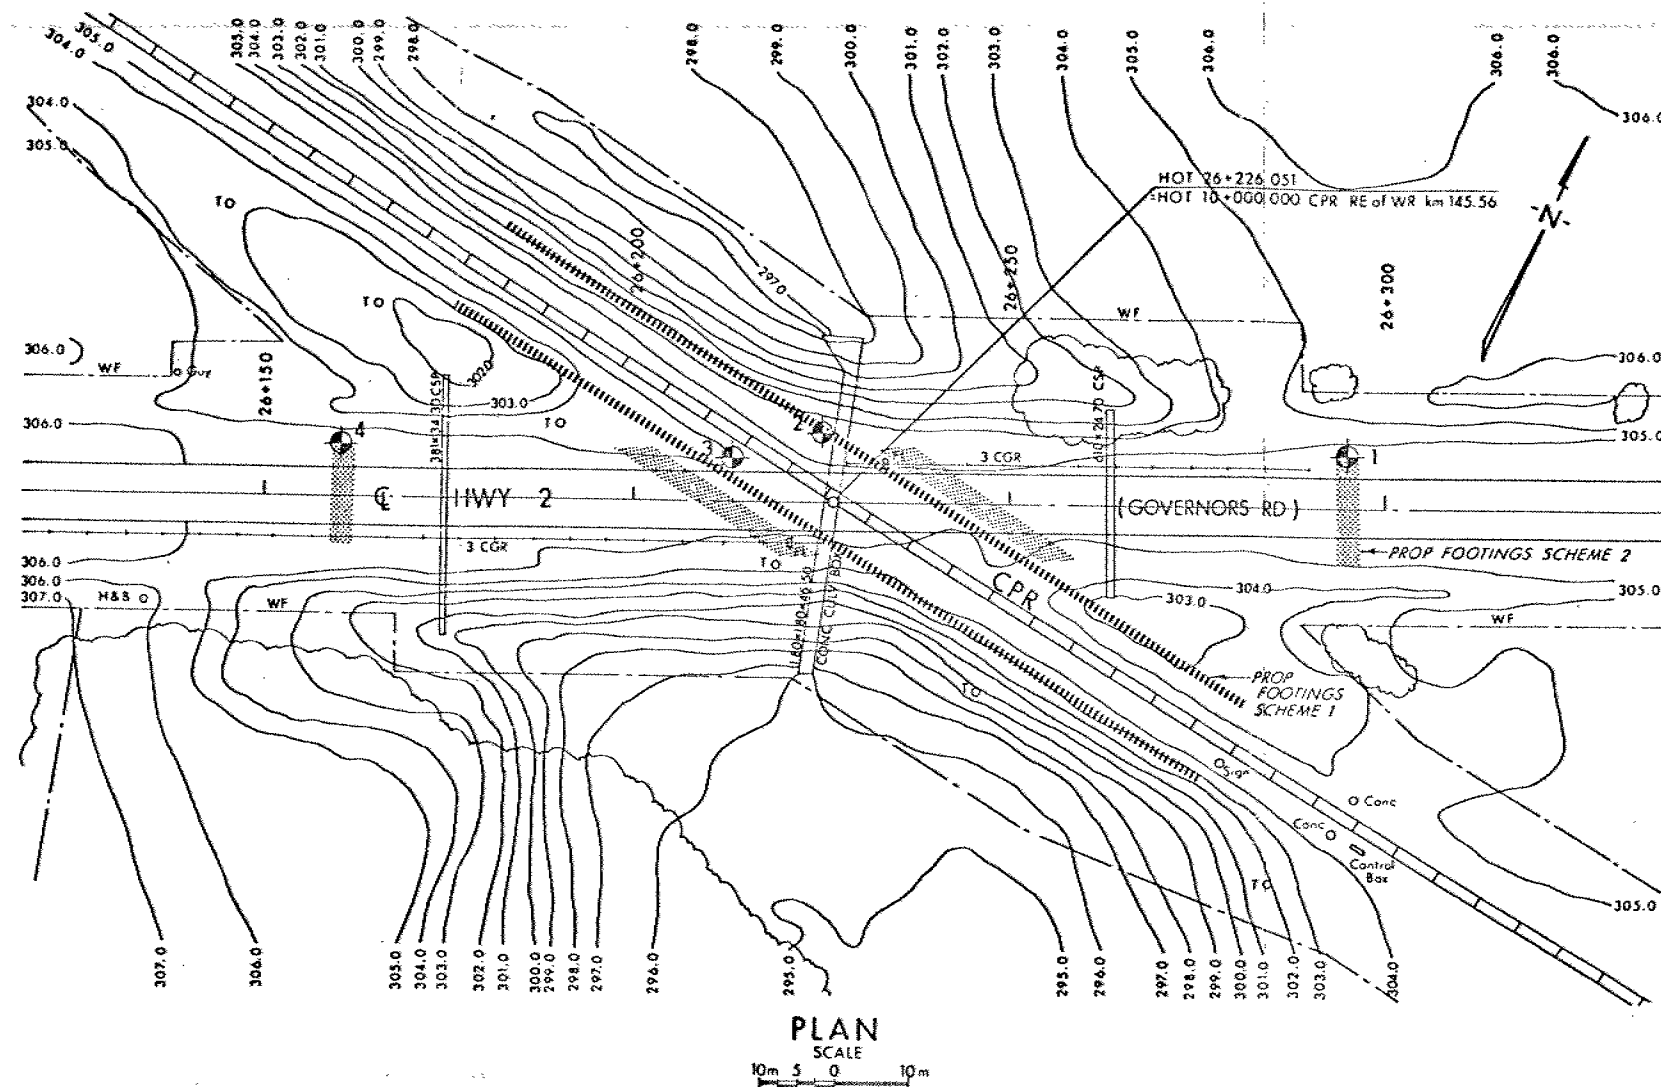 305.0
304.0
304.0
305.0
305.0
304.0
303.0
302.0
301.0
300.0
299.0
298.0
298.0
299.0
300.0
301.0
302.0
303.0
304.0
305.0
306.0
306.0
306.0
306.0
HOT 26+226.051
=HOT 10+000.000 CPR RE of WR km 145.56
N
TO
TO
TO
26+200
297.0
26+250
26+300
WF
306.0
WF
26+150
302.0
303.0
306.0
306.0
305.0
4
3
2
1
3 CGR
℄ HWY 2
(GOVERNORS RD)
3 CGR
PROP FOOTINGS SCHEME 2
306.0
306.0
307.0
H&B
WF
TO
CONC CULV BOX
CPR
304.0
303.0
305.0
WF
PROP
FOOTINGS
SCHEME 1
TO
Sign
Conc
Conc
Control
Box
TO
305.0
307.0
306.0
305.0
304.0
303.0
302.0
301.0
300.0
299.0
298.0
297.0
296.0
295.0
295.0
296.0
297.0
298.0
299.0
300.0
301.0
302.0
303.0
304.0
PLAN
SCALE
10m 5 0 10m